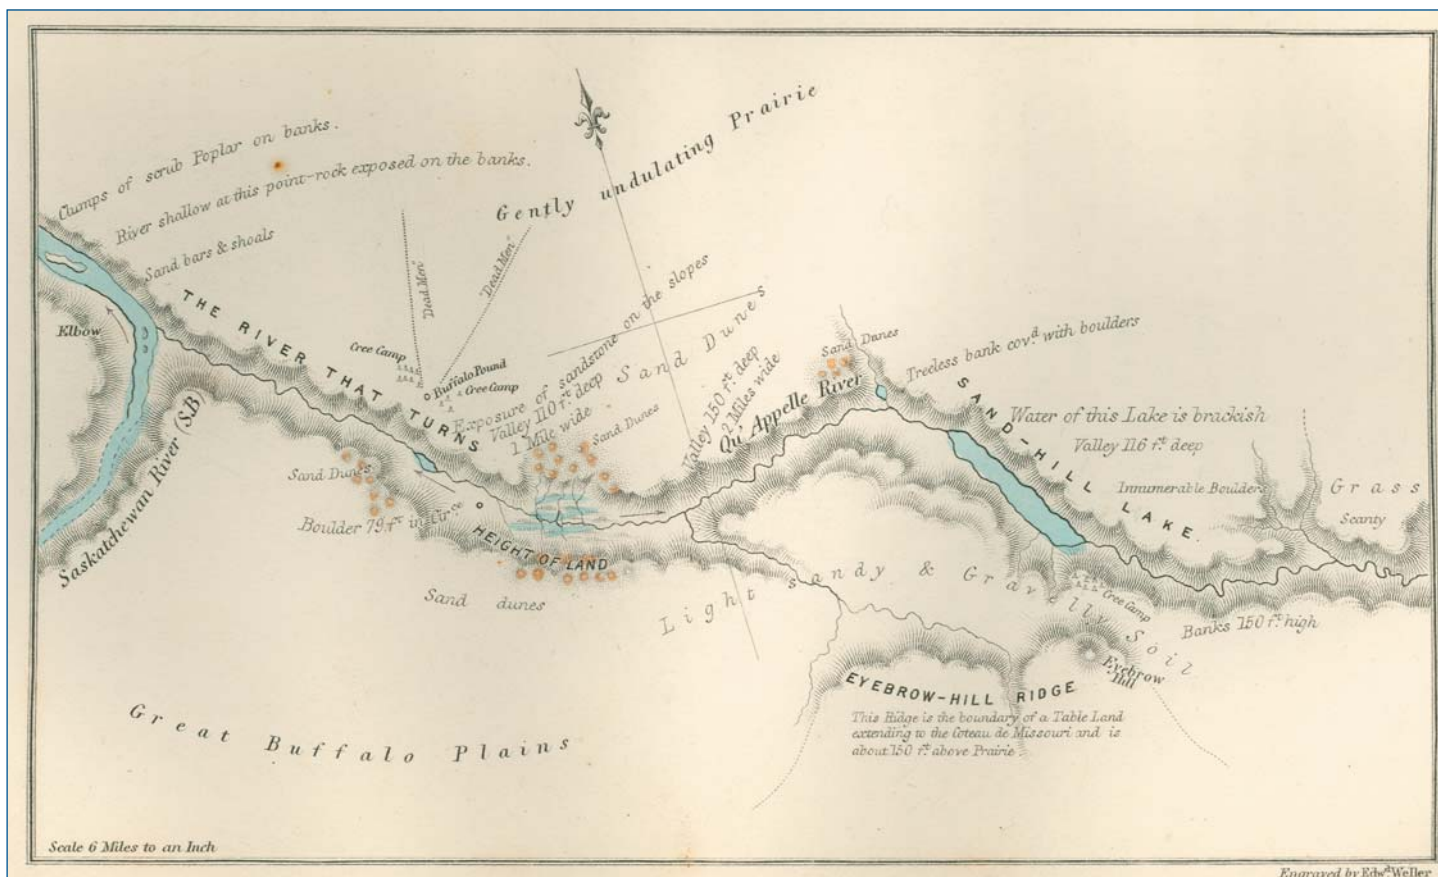 Clumps of scrub Poplar on banks.
River shallow at this point-rock exposed on the banks.
Sand bars & shoals
Gently undulating Prairie
"Dead Men"
"Dead Men"
Elbow
THE RIVER THAT TURNS
Cree Camp
Buffalo Pound
Cree Camp
Exposure of sandstone on the slopes
Valley 110 ft. deep
1 Mile wide
Sand Dunes
Sand Dunes
Valley 150 ft. deep
2 Miles wide
Qu'Appelle River
Sand Dunes
Treeless bank cov.d with boulders
SAND-HILL LAKE.
Water of this Lake is brackish
Valley 116 ft. deep
Innumerable Boulders
Grass
Scanty
Saskatchewan River (S.B)
Sand Dunes
Boulder 79 ft. in Circe
HEIGHT OF LAND
Sand dunes
Light sandy & Gravelly Soil
Cree Camp
Banks 150 ft. high
Eyebrow
Hill
EYEBROW-HILL RIDGE
This Ridge is the boundary of a Table Land
extending to the Coteau de Missouri and is
about 150 ft. above Prairie.
Great Buffalo Plains
Scale 6 Miles to an Inch
Engraved by Edwd. Weller